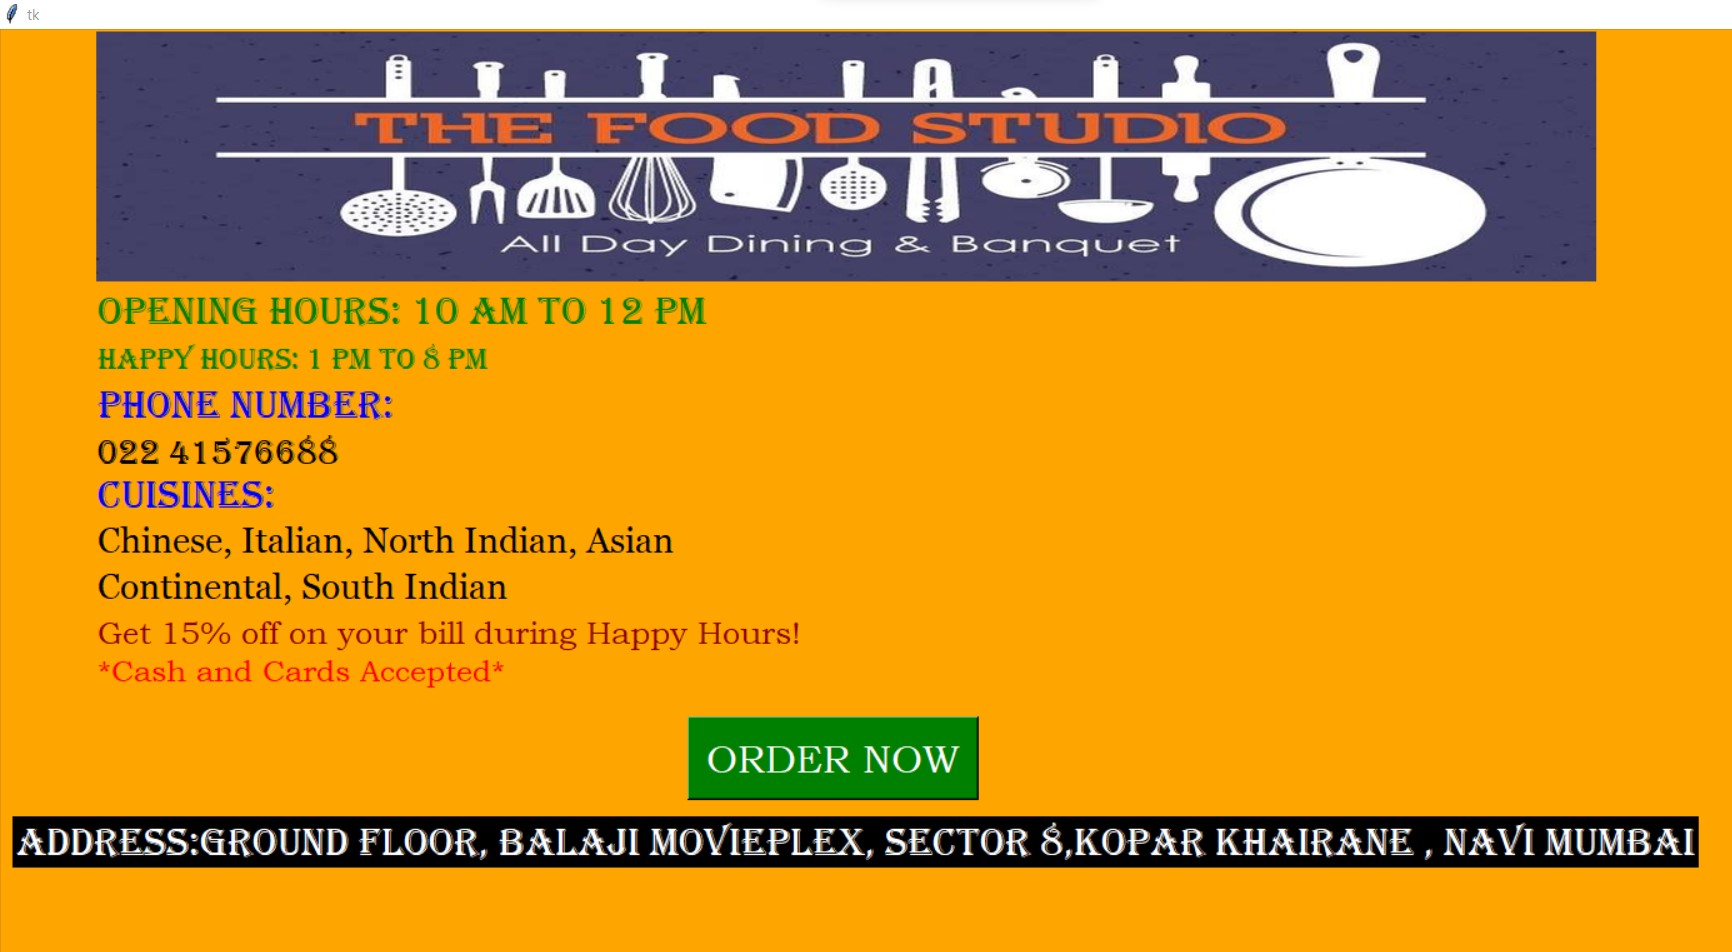 tk
THE FOOD STUDIO
All Day Dining & Banquet
OPENING HOURS: 10 AM TO 12 PM
HAPPY HOURS: 1 PM TO 8 PM
PHONE NUMBER:
022 41576688
CUISINES:
Chinese, Italian, North Indian, Asian
Continental, South Indian
Get 15% off on your bill during Happy Hours!
*Cash and Cards Accepted*
ORDER NOW
ADDRESS:GROUND FLOOR, BALAJI MOVIEPLEX, SECTOR 8,KOPAR KHAIRANE , NAVI MUMBAI